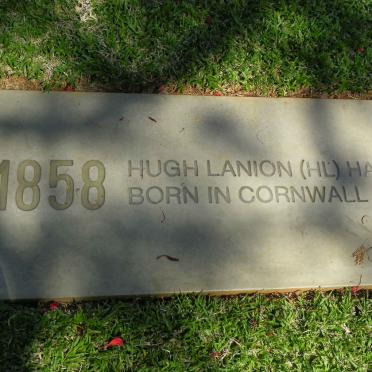 1858
HUGH LANION (HL) HA
BORN IN CORNWALL